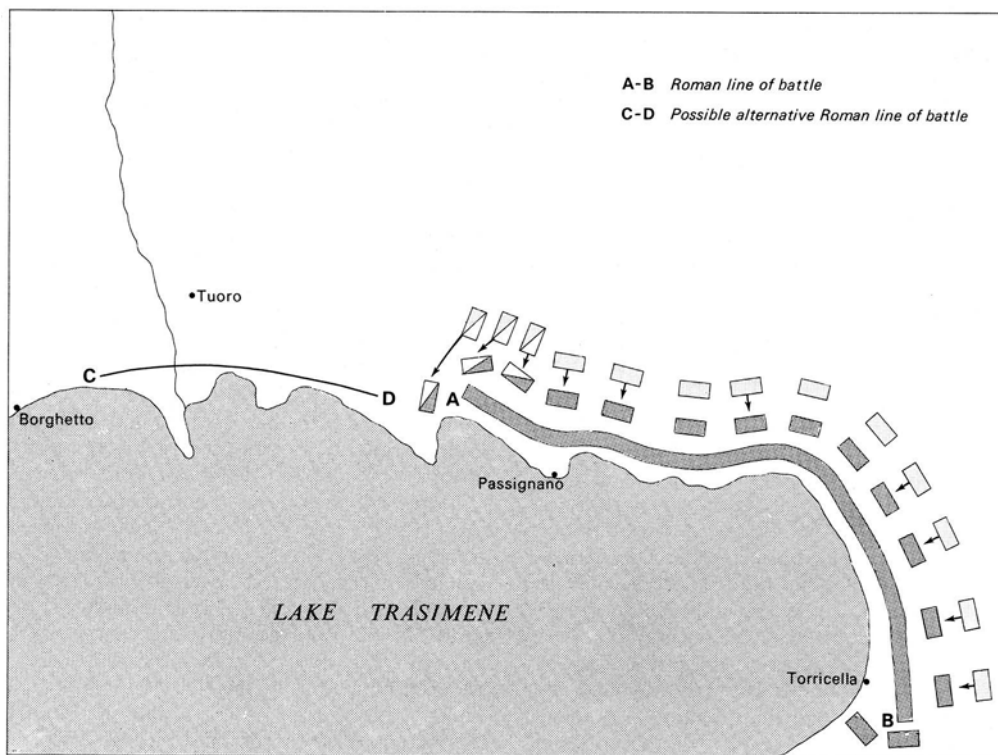 A-B Roman line of battle
C-D Possible alternative Roman line of battle
Tuoro
C
D
A
Borghetto
Passignano
LAKE TRASIMENE
Torricella
B